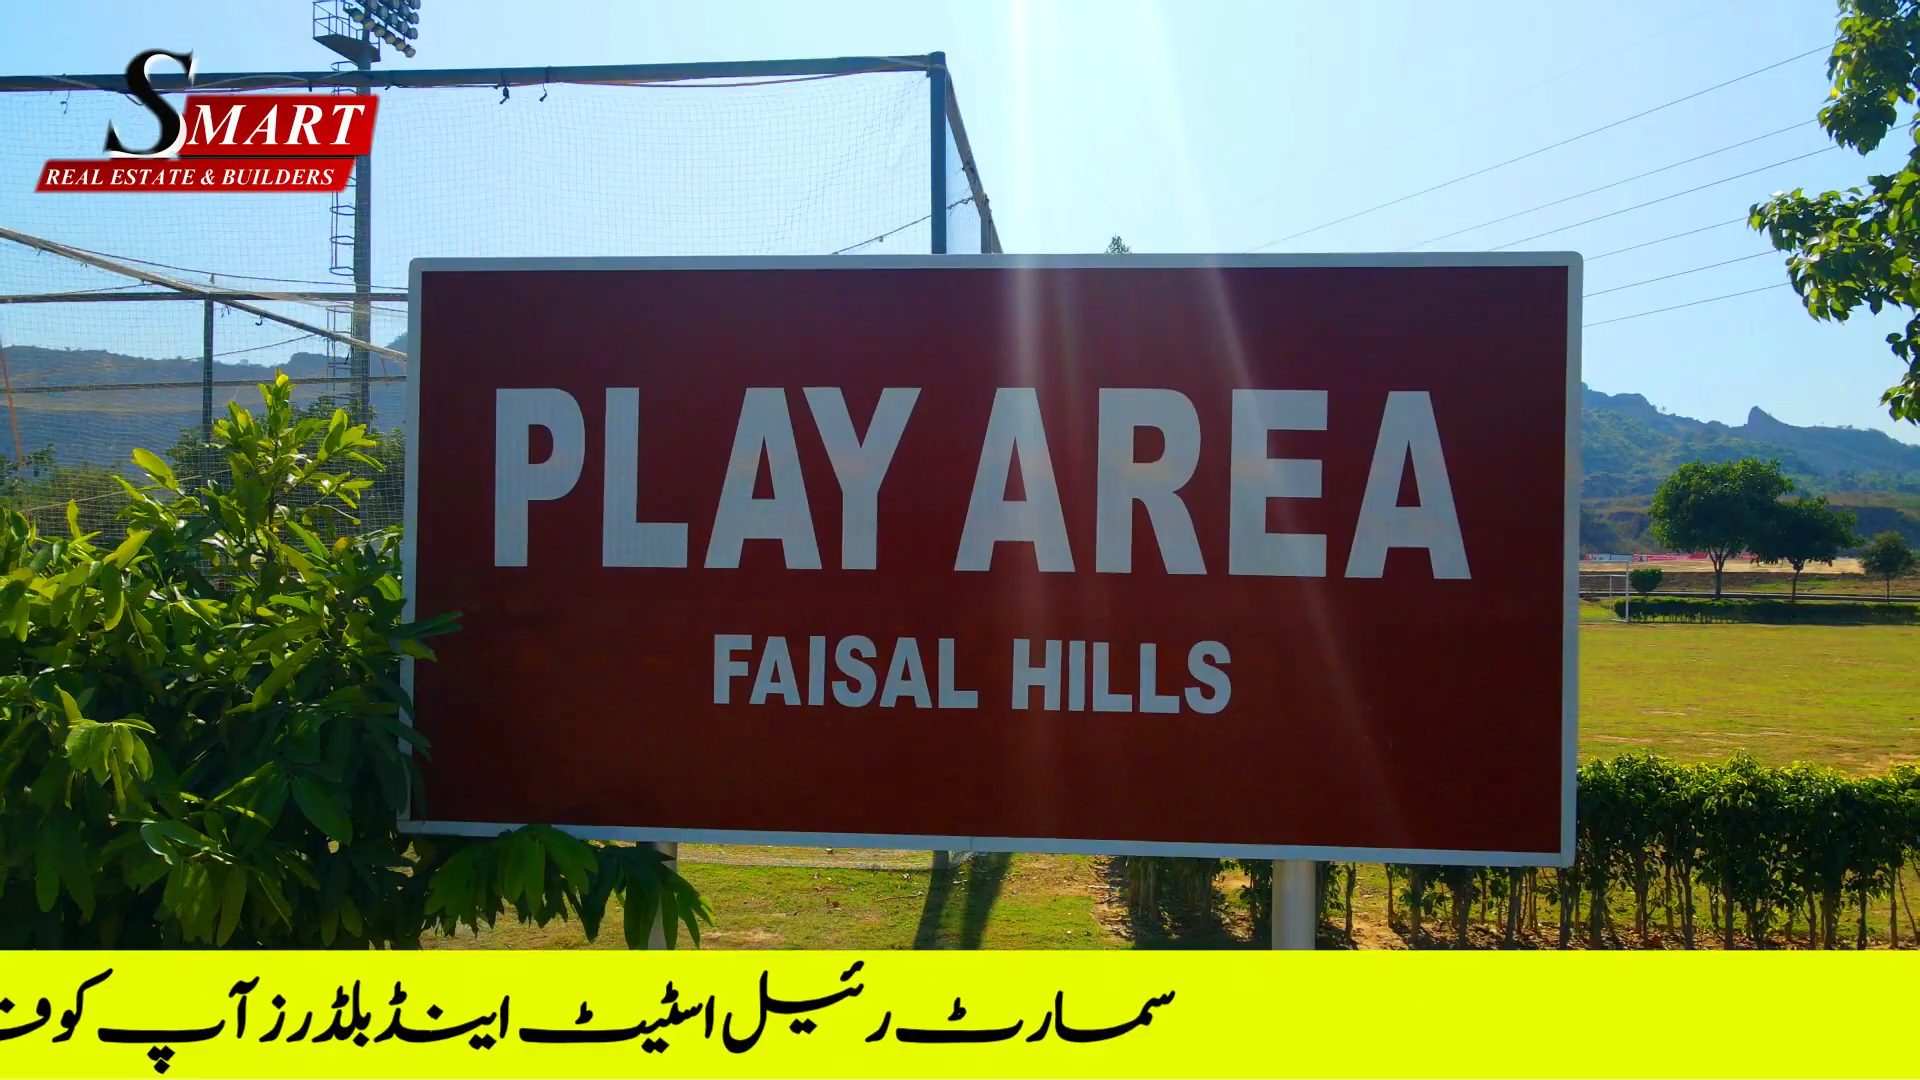 SMART
REAL ESTATE & BUILDERS
PLAY AREA
FAISAL HILLS
سمارٹ رئیل اسٹیٹ اینڈ بلڈرز آپ کو